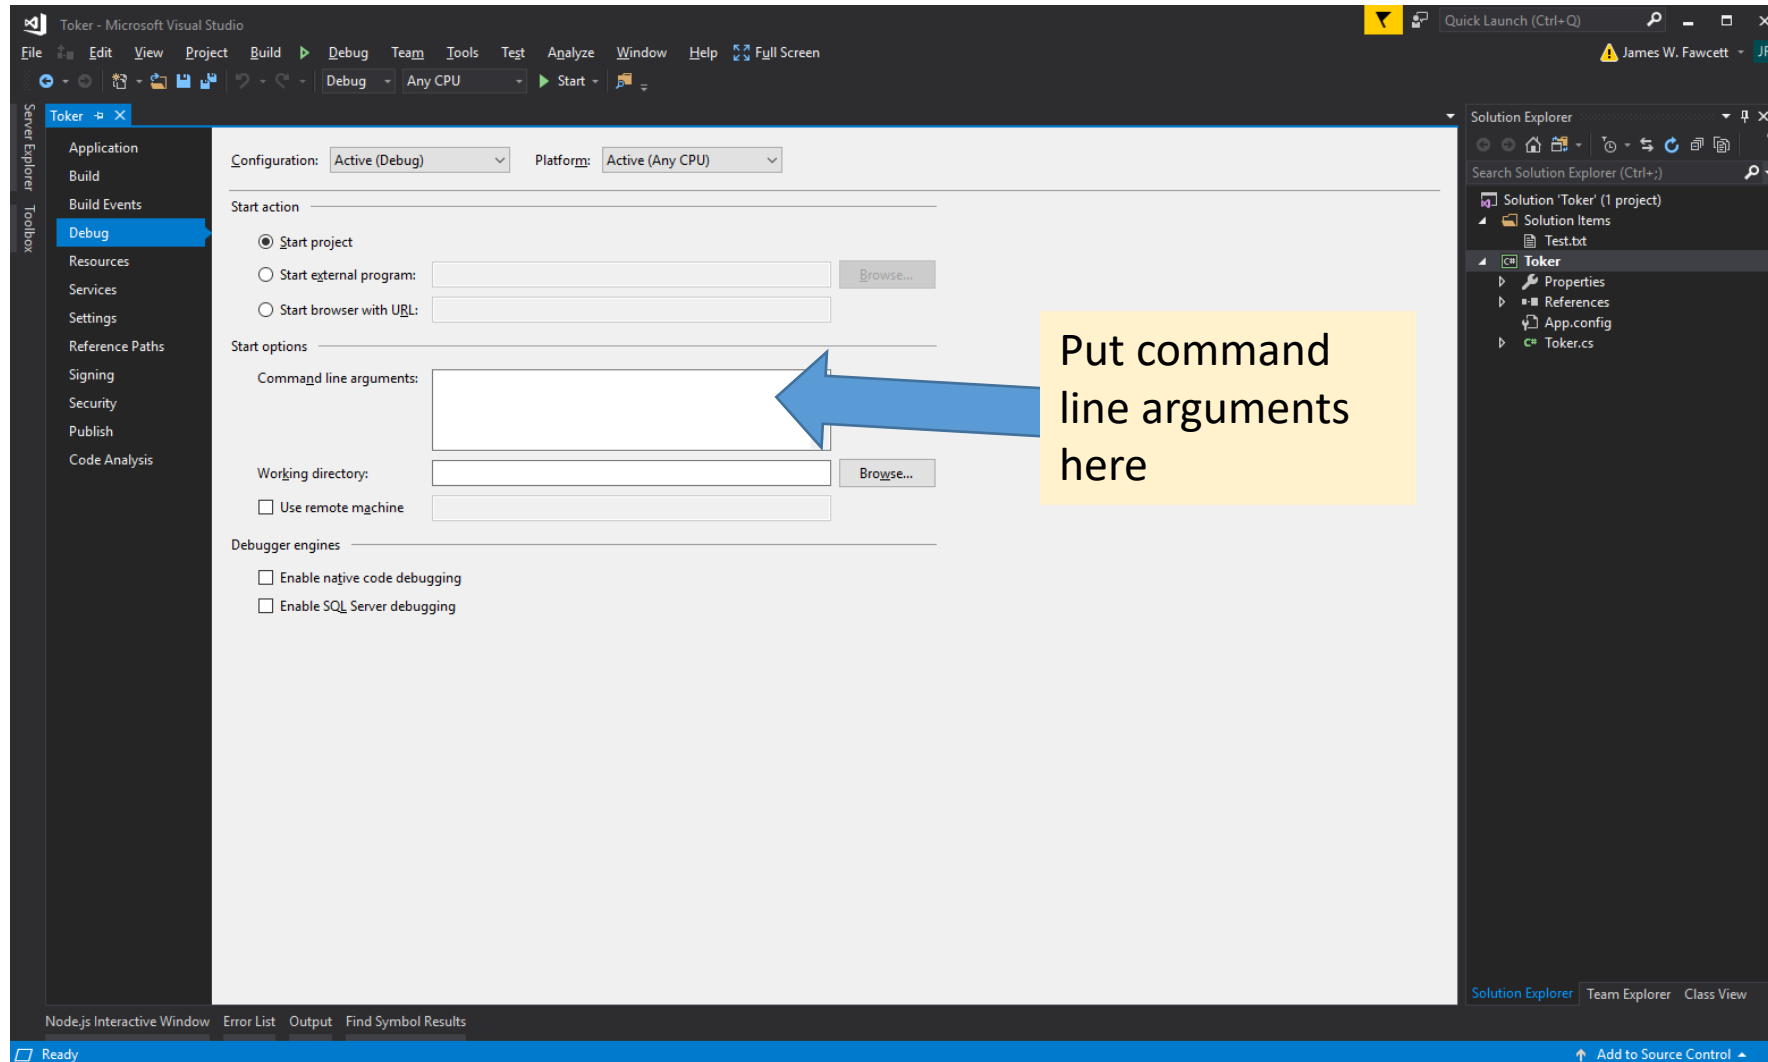 Toker - Microsoft Visual Studio
Quick Launch (Ctrl+Q)
File Edit View Project Build Debug Team Tools Test Analyze Window Help Full Screen
James W. Fawcett
Debug Any CPU Start
Server Explorer
Toolbox
Toker
Application
Build
Build Events
Debug
Resources
Services
Settings
Reference Paths
Signing
Security
Publish
Code Analysis
Configuration: Active (Debug) Platform: Active (Any CPU)
Start action
Start project
Start external program: Browse...
Start browser with URL:
Start options
Command line arguments:
Working directory: Browse...
Use remote machine
Debugger engines
Enable native code debugging
Enable SQL Server debugging
Put command
line arguments
here
Solution Explorer
Search Solution Explorer (Ctrl+;)
Solution 'Toker' (1 project)
Solution Items
Test.txt
C# Toker
Properties
References
App.config
C# Toker.cs
Solution Explorer Team Explorer Class View
Node.js Interactive Window Error List Output Find Symbol Results
Ready
Add to Source Control